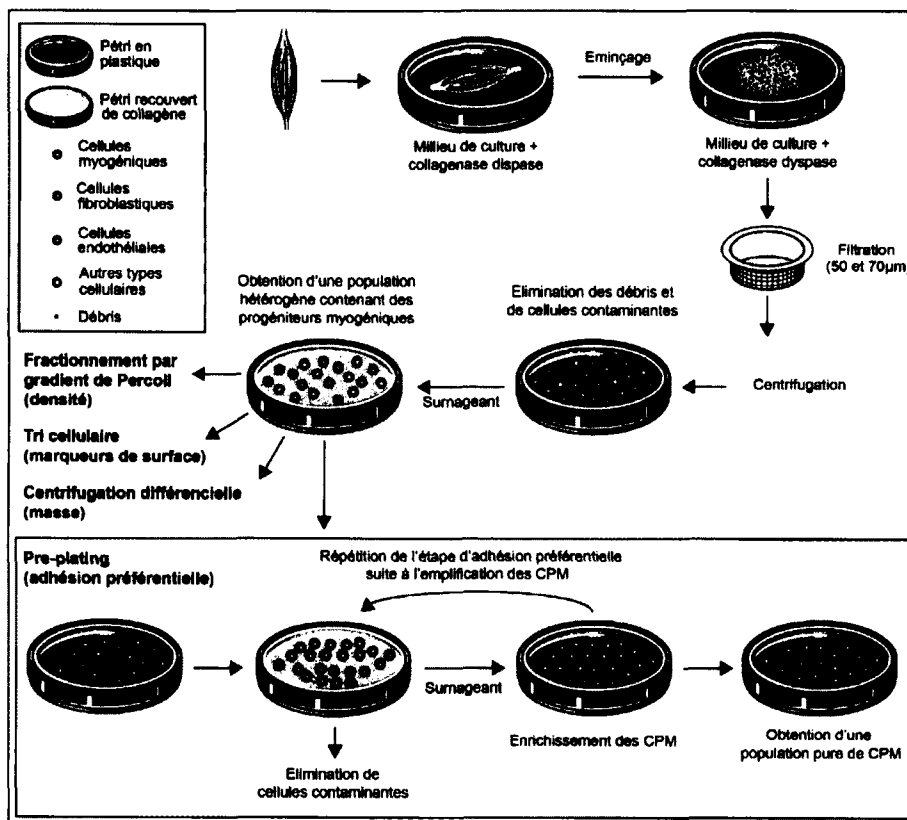 Pétri en
plastique
Pétri recouvert
de collagène
Cellules
myogéniques
Cellules
fibroblastiques
Cellules
endothéliales
Autres types
cellulaires
Débris
Eminçage
Millieu de culture +
collagenase dispase
Millieu de culture +
collagenase dyspase
Filtration
(50 et 70µm)
Centrifugation
Elimination des débris et
de cellules contaminantes
Surnageant
Obtention d'une population
hétérogène contenant des
progéniteurs myogéniques
Fractionnement par
gradient de Percoll
(densité)
Tri cellulaire
(marqueurs de surface)
Centrifugation différencielle
(masse)
Pre-plating
(adhésion préférentielle)
Répétition de l'étape d'adhésion préférentielle
suite à l'emplification des CPM
Surnageant
Elimination de
cellules contaminantes
Enrichissement des CPM
Obtention d'une
population pure de CPM